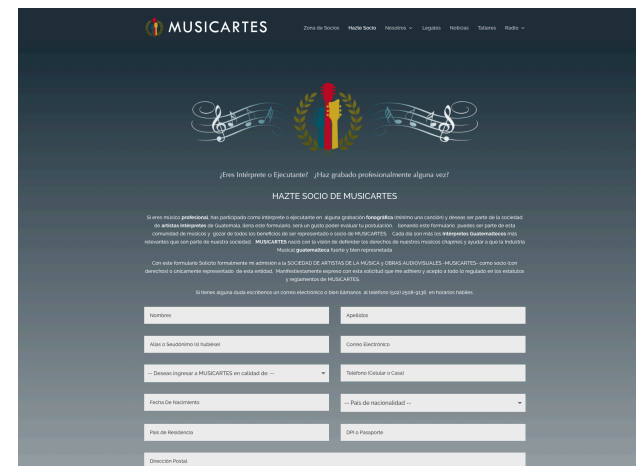 MUSICARTES
Zona de Socios Hazte Socio Nosotros Legales Noticias Talleres Radio
¿Eres Intérprete o Ejecutante? ¿Haz grabado profesionalmente alguna vez?
HAZTE SOCIO DE MUSICARTES
Si eres músico profesional, has participado como intérprete o ejecutante en alguna grabación fonográfica (mínimo una canción) y deseas ser parte de la sociedad
de artistas Intérpretes de Guatemala, llena este formulario, será un gusto poder evaluar tu postulación. llenando este formulario, puedes ser parte de esta
comunidad de músicos y gozar de todos los beneficios de ser representado o socio de MUSICARTES. Cada día son más los Intérpretes Guatemaltecos más
relevantes que son parte de nuestra sociedad. MUSICARTES nació con la visión de defender los derechos de nuestros músicos chapines y ayudar a que la Industria
Musical guatemalteca fuerte y bien representada.
Con este formulario Solicito formalmente mi admisión a la SOCIEDAD DE ARTISTAS DE LA MÚSICA y OBRAS AUDIOVISUALES -MUSICARTES- como socio (con
derechos) o únicamente representado de esta entidad. Manifiestamente expreso con esta solicitud que me adhiero y acepto a todo lo regulado en los estatutos
y reglamentos de MUSICARTES.
Si tienes alguna duda escríbenos un correo electrónico o bien llámanos al teléfono (502) 2508-9136 en horarios hábiles.
Nombres Apellidos
Alias o Seudónimo (si hubiese) Correo Electrónico
-- Deseas ingresar a MUSICARTES en calidad de: -- Teléfono (Celular o Casa)
Fecha De Nacimiento -- País de nacionalidad --
País de Residencia DPI o Pasaporte
Dirección Postal